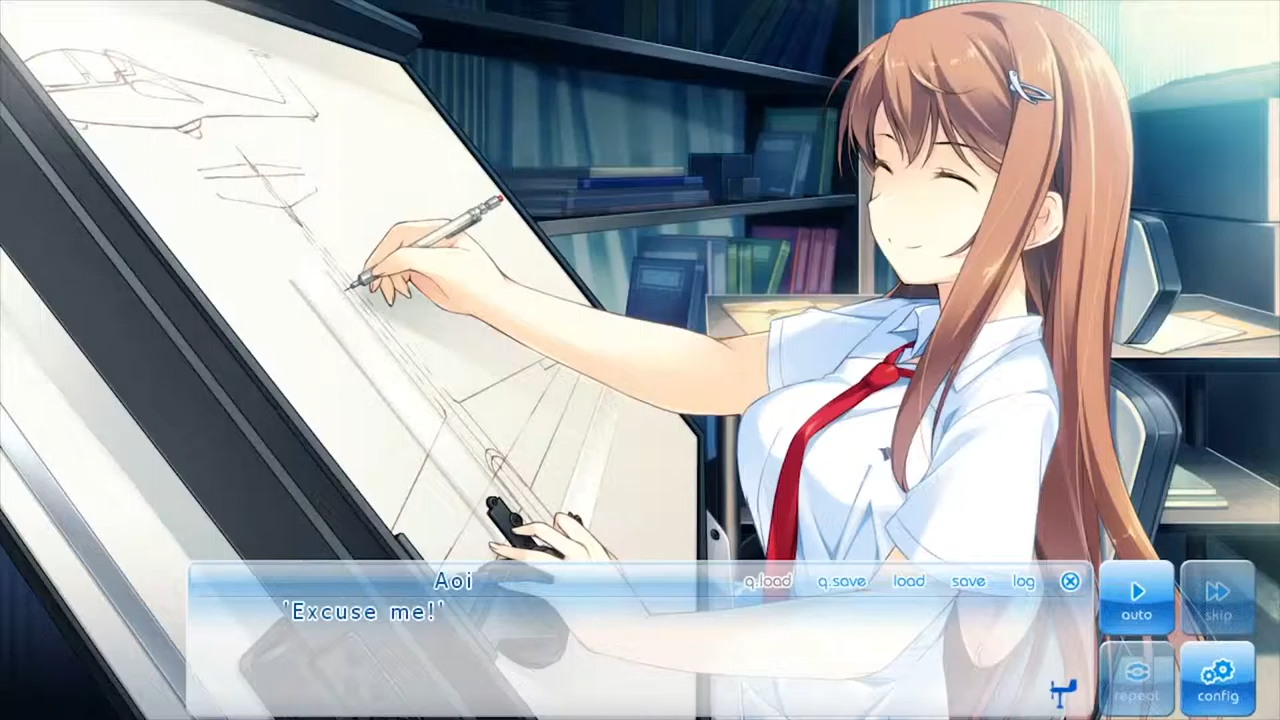 Aoi
q.load q.save load save log
'Excuse me!'
auto
skip
repeat
config